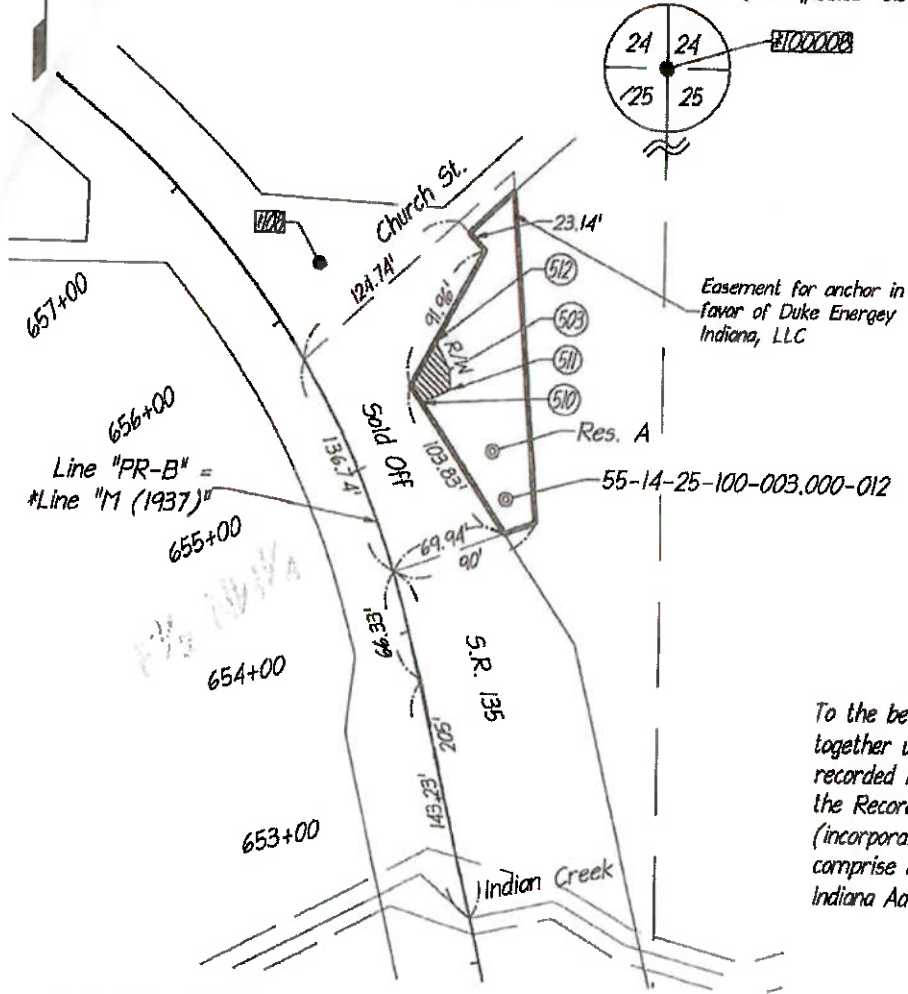 24 24
25 25
#100008
1100
Church St.
124.74'
23.14'
512
91.96'
503
R/W
511
510
Easement for anchor in
favor of Duke Energey
Indiana, LLC
657+00
656+00
Line "PR-B" =
*Line "M (1937)"
655+00
654+00
653+00
Sold Off
136.74'
103.83'
Res. A
55-14-25-100-003.000-012
69.94'
90'
66.33'
S.R. 135
205'
143.23'
Indian Creek
To the be
together u
recorded
the Recor
(incorpora
comprise
Indiana Ad